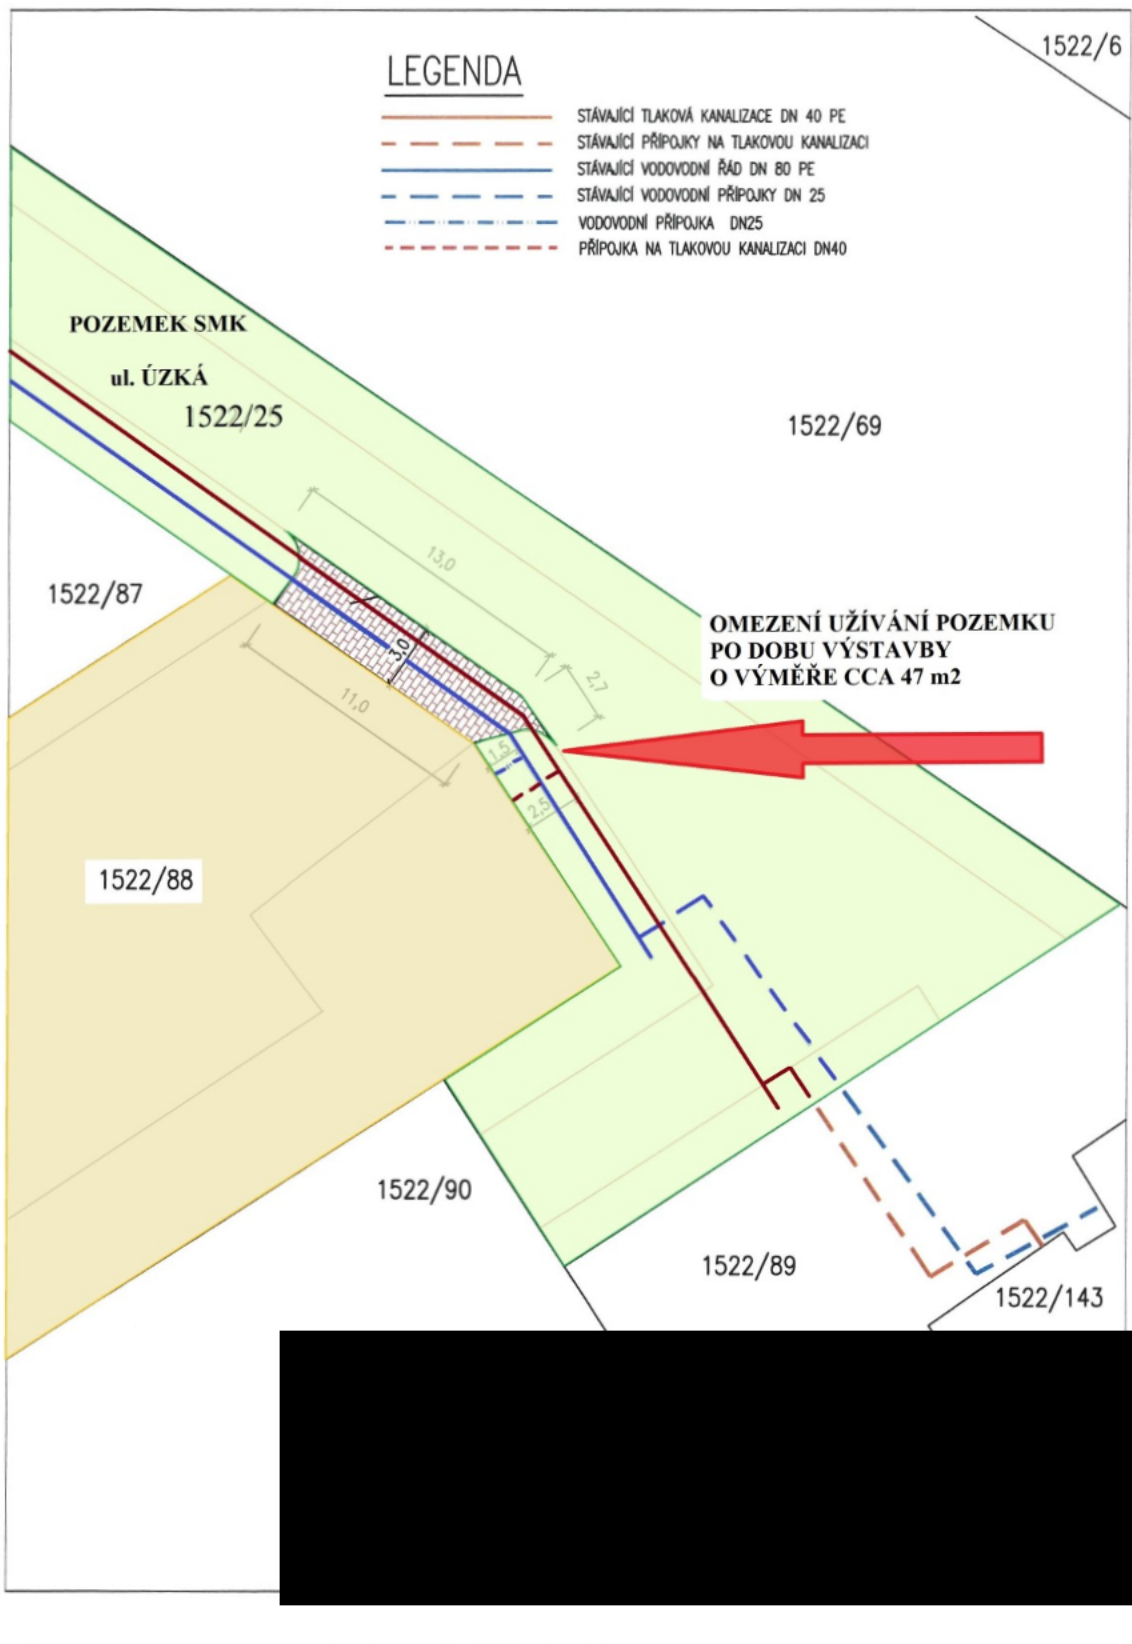 1522/6
LEGENDA
STÁVAJÍCÍ TLAKOVÁ KANALIZACE DN 40 PE
STÁVAJÍCÍ PŘÍPOJKY NA TLAKOVOU KANALIZACI
STÁVAJÍCÍ VODOVODNÍ ŘÁD DN 80 PE
STÁVAJÍCÍ VODOVODNÍ PŘÍPOJKY DN 25
VODOVODNÍ PŘÍPOJKA DN25
PŘÍPOJKA NA TLAKOVOU KANALIZACI DN40
POZEMEK SMK
ul. ÚZKÁ
1522/25
1522/69
13,0
1522/87
3,0
2,7
11,0
OMEZENÍ UŽÍVÁNÍ POZEMKU
PO DOBU VÝSTAVBY
O VÝMĚŘE CCA 47 m2
1,5
2,5
1522/88
1522/90
1522/89
1522/143